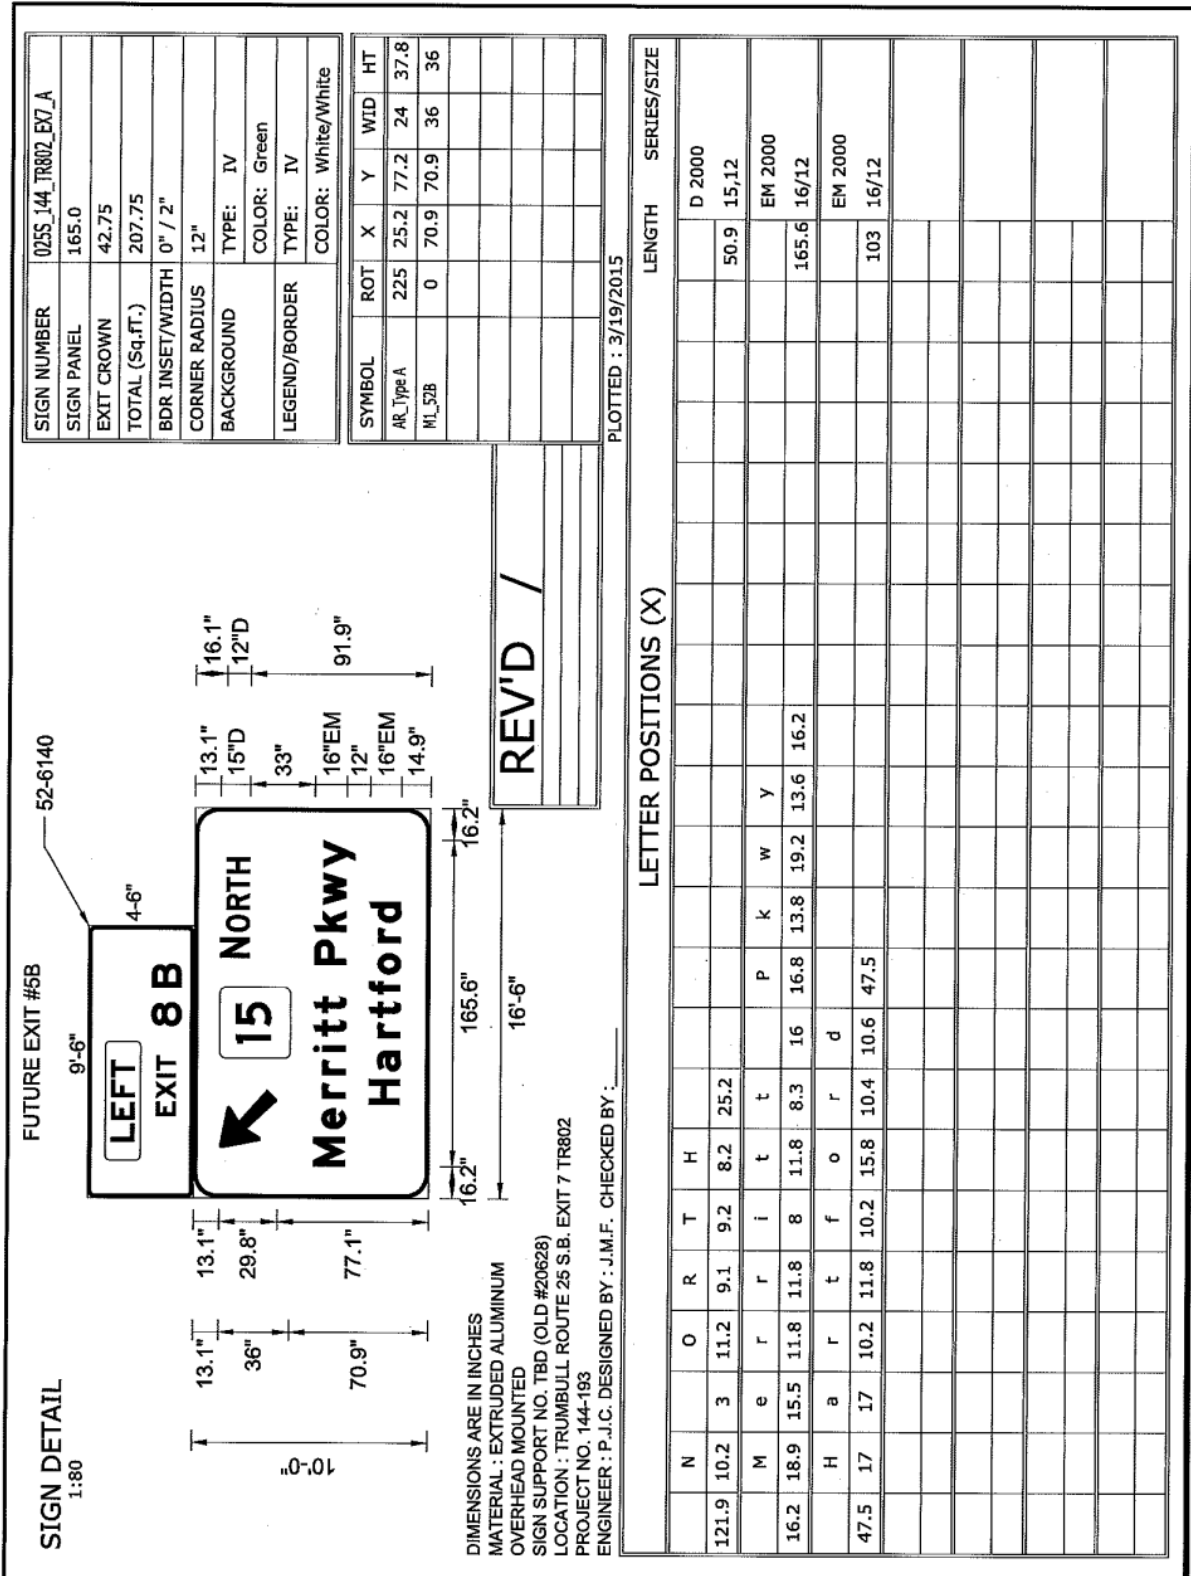 SIGN DETAIL
1:80
FUTURE EXIT #5B
9'-6"
52-6140
4-6"
LEFT
EXIT 8B
15 NORTH
Merritt Pkwy
Hartford
10'-0"
13.1"
36"
70.9"
13.1"
29.8"
77.1"
13.1"
15"D
33"
16"EM
12"
16"EM
14.9"
16.1"
12"D
91.9"
16.2" 165.6" 16.2"
16'-6"
DIMENSIONS ARE IN INCHES
MATERIAL : EXTRUDED ALUMINUM
OVERHEAD MOUNTED
SIGN SUPPORT NO. TBD (OLD #20628)
LOCATION : TRUMBULL ROUTE 25 S.B. EXIT 7 TR802
PROJECT NO. 144-193
ENGINEER : P.J.C. DESIGNED BY : J.M.F. CHECKED BY :
REV'D /
SIGN NUMBER 025S_144_TR802_EX7_A
SIGN PANEL 165.0
EXIT CROWN 42.75
TOTAL (Sq.fT.) 207.75
BDR INSET/WIDTH 0" / 2"
CORNER RADIUS 12"
BACKGROUND TYPE: IV
COLOR: Green
LEGEND/BORDER TYPE: IV
COLOR: White/White
SYMBOL ROT X Y WID HT
AR_Type A 225 25.2 77.2 24 37.8
M1_52B 0 70.9 70.9 36 36
PLOTTED : 3/19/2015
LETTER POSITIONS (X) LENGTH SERIES/SIZE
N O R T H D 2000
121.9 10.2 3 11.2 9.1 9.2 8.2 25.2 50.9 15,12
M e r r i t t P k w y EM 2000
16.2 18.9 15.5 11.8 11.8 8 11.8 8.3 16 16.8 13.8 19.2 13.6 16.2 165.6 16/12
H a r t f o r d EM 2000
47.5 17 17 10.2 11.8 10.2 15.8 10.4 10.6 47.5 103 16/12